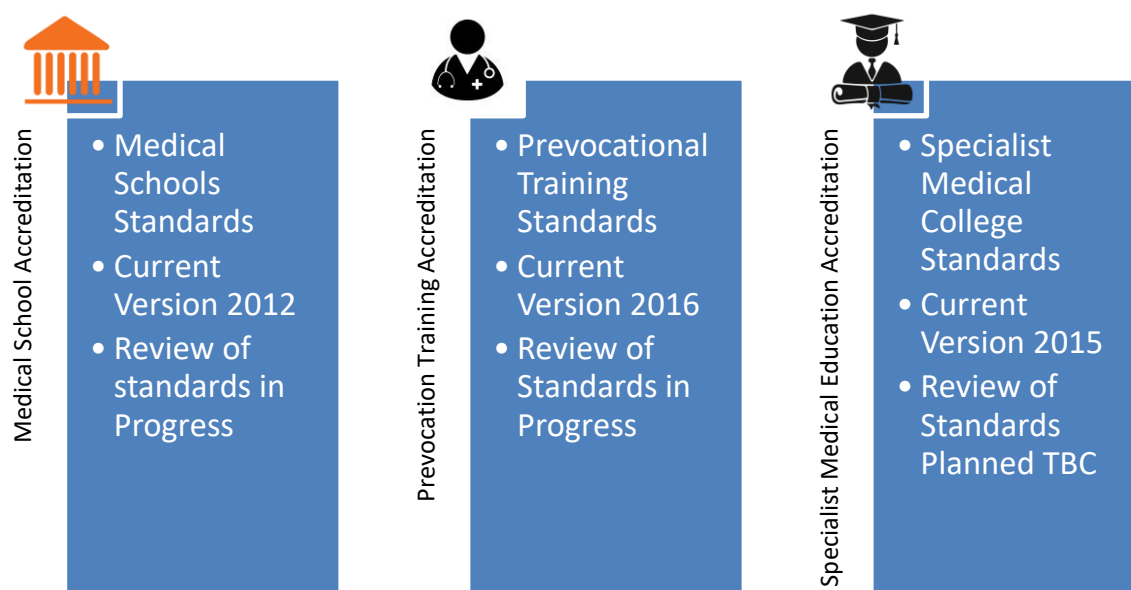 Medical School Accreditation
• Medical
Schools
Standards
• Current
Version 2012
• Review of
standards in
Progress
Prevocation Training Accreditation
• Prevocational
Training
Standards
• Current
Version 2016
• Review of
Standards in
Progress
Specialist Medical Education Accreditation
• Specialist
Medical
College
Standards
• Current
Version 2015
• Review of
Standards
Planned TBC